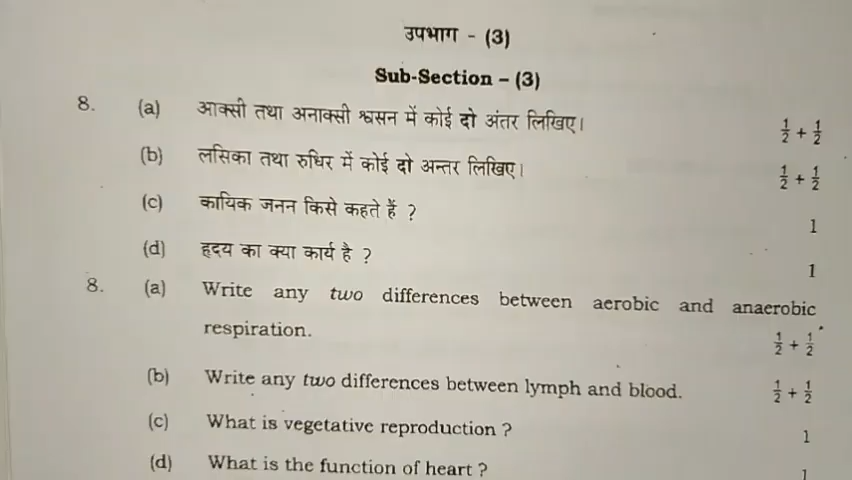 उपभाग - (3)
Sub-Section – (3)
8. (a) आक्सी तथा अनाक्सी श्वसन में कोई दो अंतर लिखिए। ½ + ½
(b) लसिका तथा रुधिर में कोई दो अन्तर लिखिए। ½ + ½
(c) कायिक जनन किसे कहते हैं ? 1
(d) हृदय का क्या कार्य है ? 1
8. (a) Write any two differences between aerobic and anaerobic
respiration. ½ + ½
(b) Write any two differences between lymph and blood. ½ + ½
(c) What is vegetative reproduction ? 1
(d) What is the function of heart ? 1